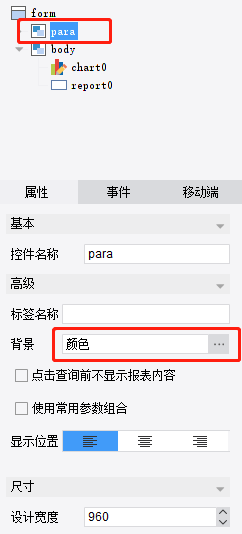 form
para
body
chart0
report0
属性 事件 移动端
基本
控件名称 para
高级
标签名称
背景 颜色 ...
点击查询前不显示报表内容
使用常用参数组合
显示位置
尺寸
设计宽度 960